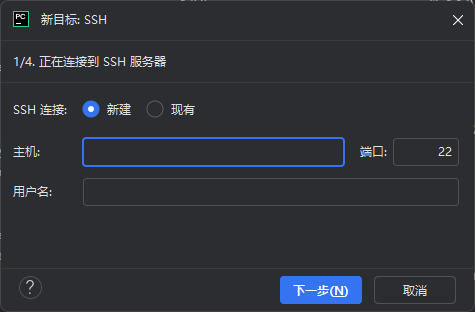 PC 新目标: SSH
1/4. 正在连接到 SSH 服务器
SSH 连接: 新建 现有
主机: 端口: 22
用户名:
? 下一步(N) 取消